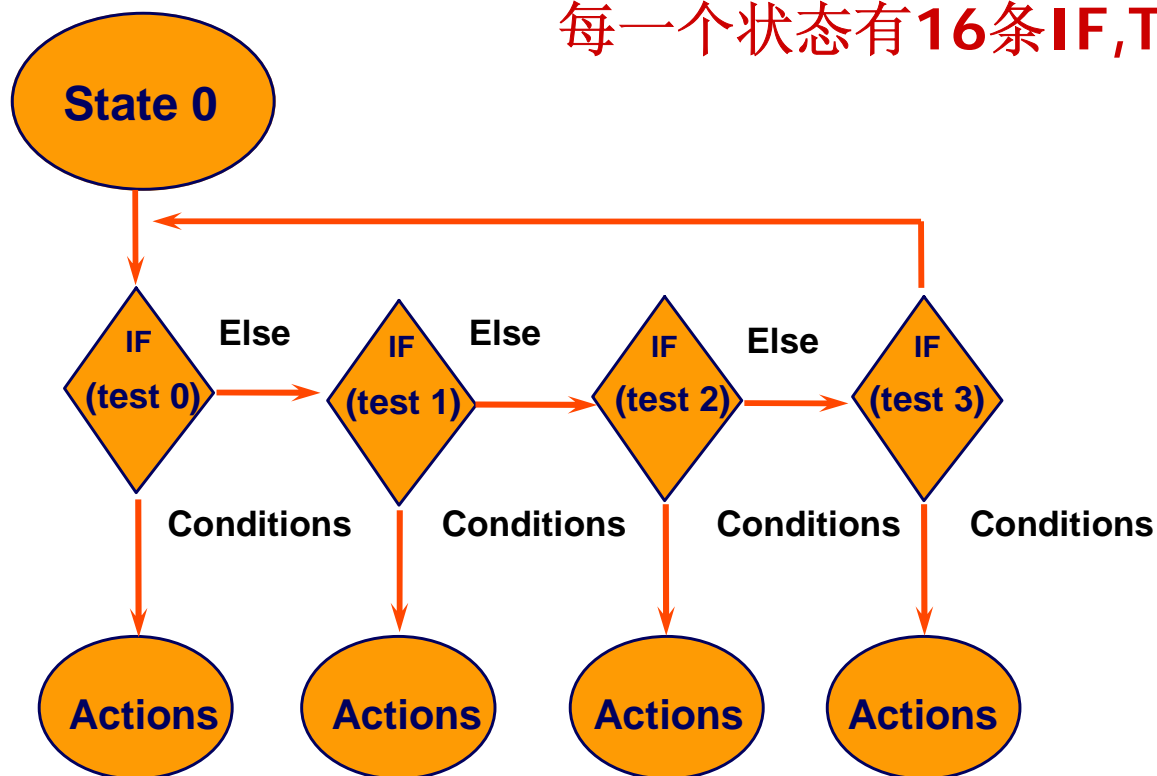 每一个状态有16条IF,T
State 0
IF
(test 0)
Else
IF
(test 1)
Else
IF
(test 2)
Else
IF
(test 3)
Conditions
Conditions
Conditions
Conditions
Actions
Actions
Actions
Actions